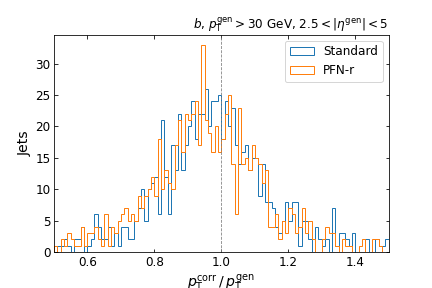 b, p_T^gen > 30 GeV, 2.5 < |η^gen| < 5
Standard
PFN-r
Jets
30
25
20
15
10
5
0
0.6 0.8 1.0 1.2 1.4
p_T^corr / p_T^gen